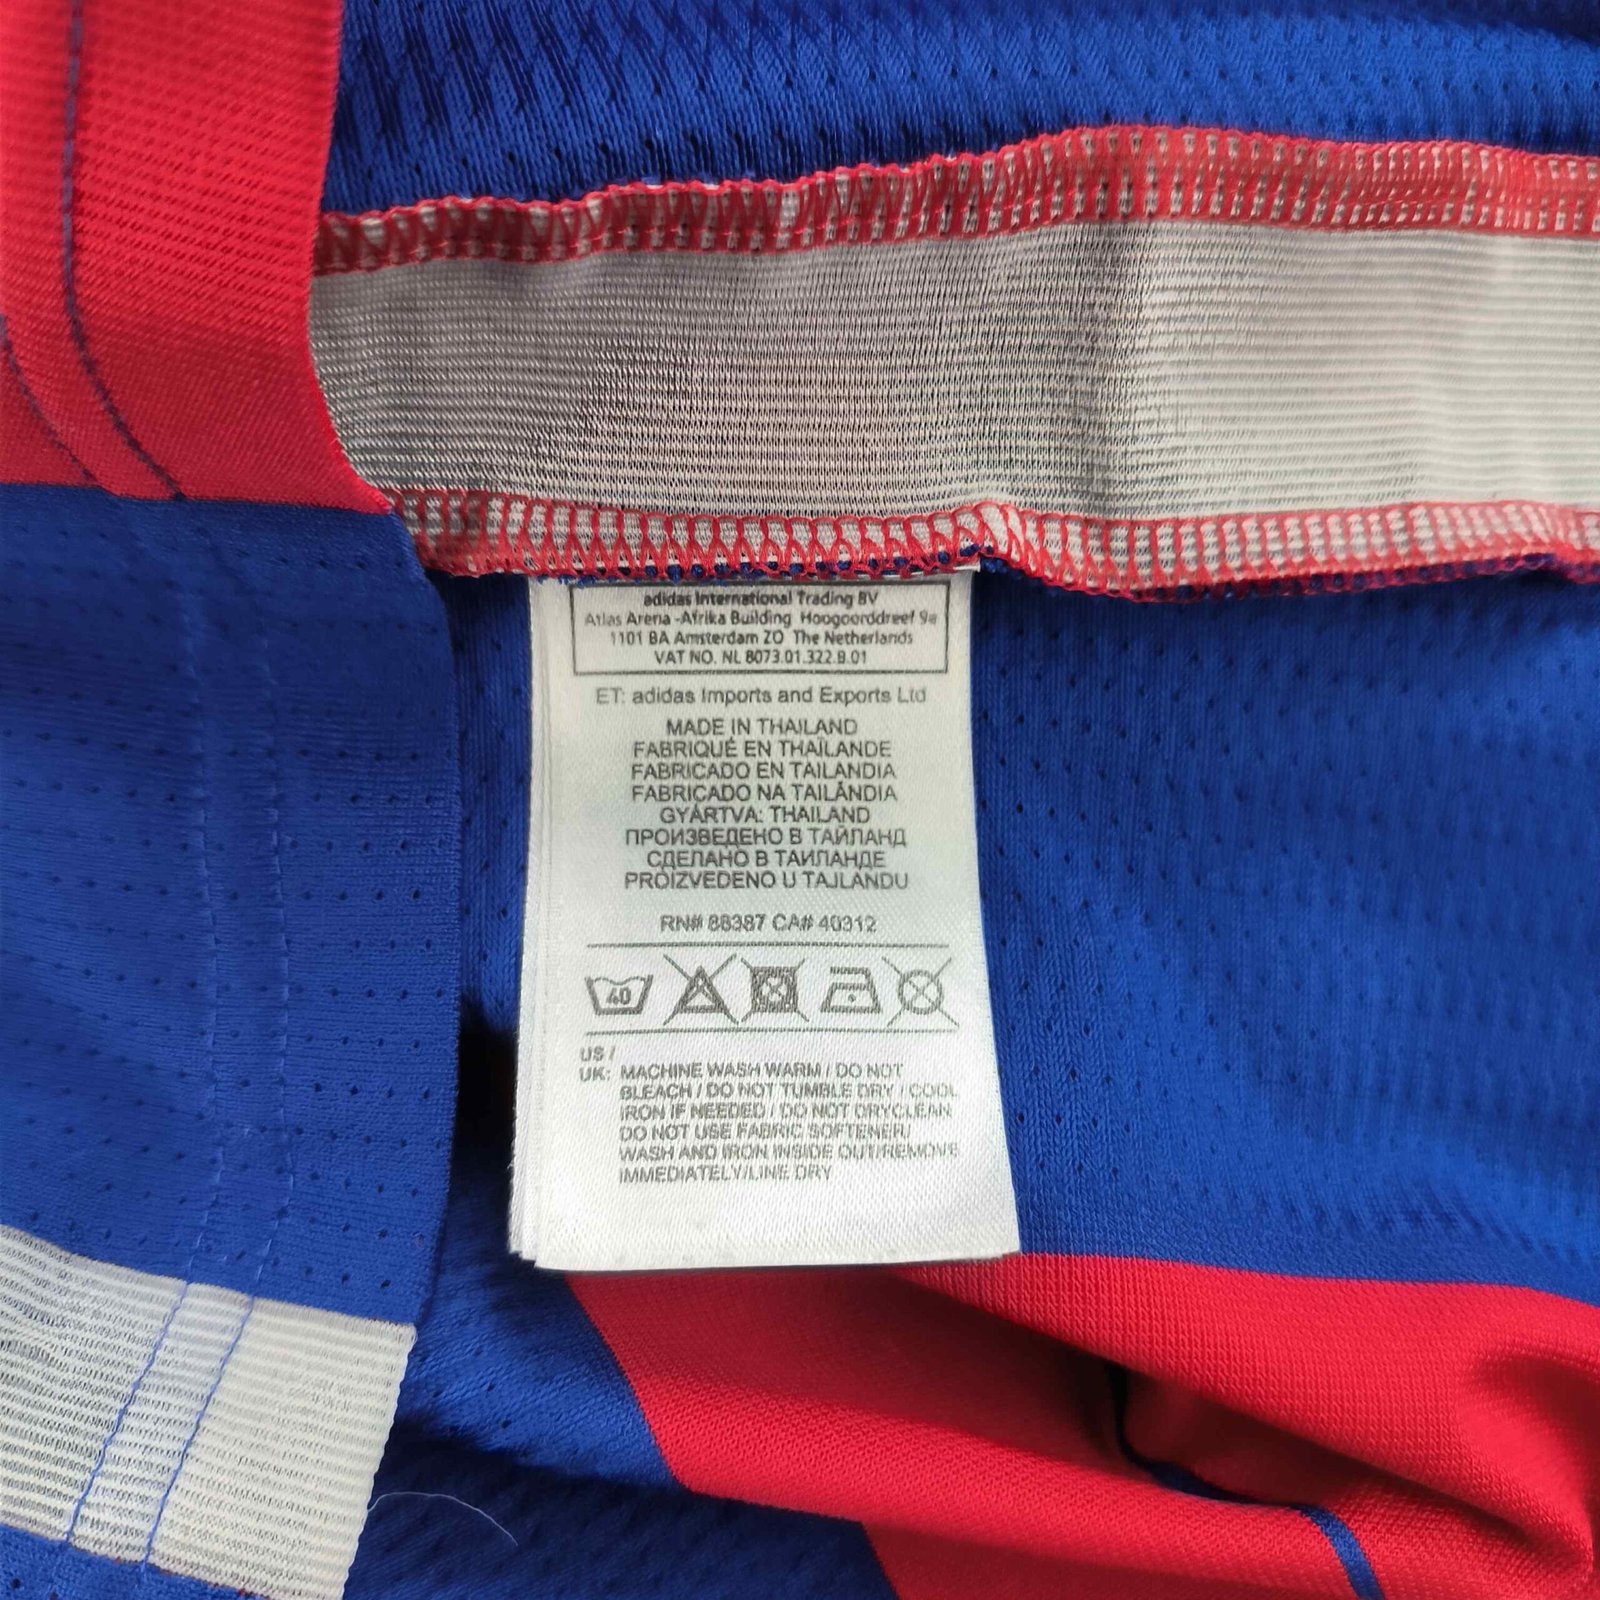 adidas International Trading BV
Atlas Arena -Afrika Building Hoogoorddreef 9a
1101 BA Amsterdam ZO The Netherlands
VAT NO. NL 8073.01.322.B.01
ET: adidas Imports and Exports Ltd
MADE IN THAILAND
FABRIQUÉ EN THAÏLANDE
FABRICADO EN TAILANDIA
FABRICADO NA TAILÂNDIA
GYÁRTVA: THAILAND
ПРОИЗВЕДЕНО В ТАЙЛАНД
СДЕЛАНО В ТАИЛАНДЕ
PROIZVEDENO U TAJLANDU
RN# 88387 CA# 40312
40
US /
UK: MACHINE WASH WARM / DO NOT
BLEACH / DO NOT TUMBLE DRY / COOL
IRON IF NEEDED / DO NOT DRYCLEAN
DO NOT USE FABRIC SOFTENER/
WASH AND IRON INSIDE OUT/REMOVE
IMMEDIATELY/LINE DRY